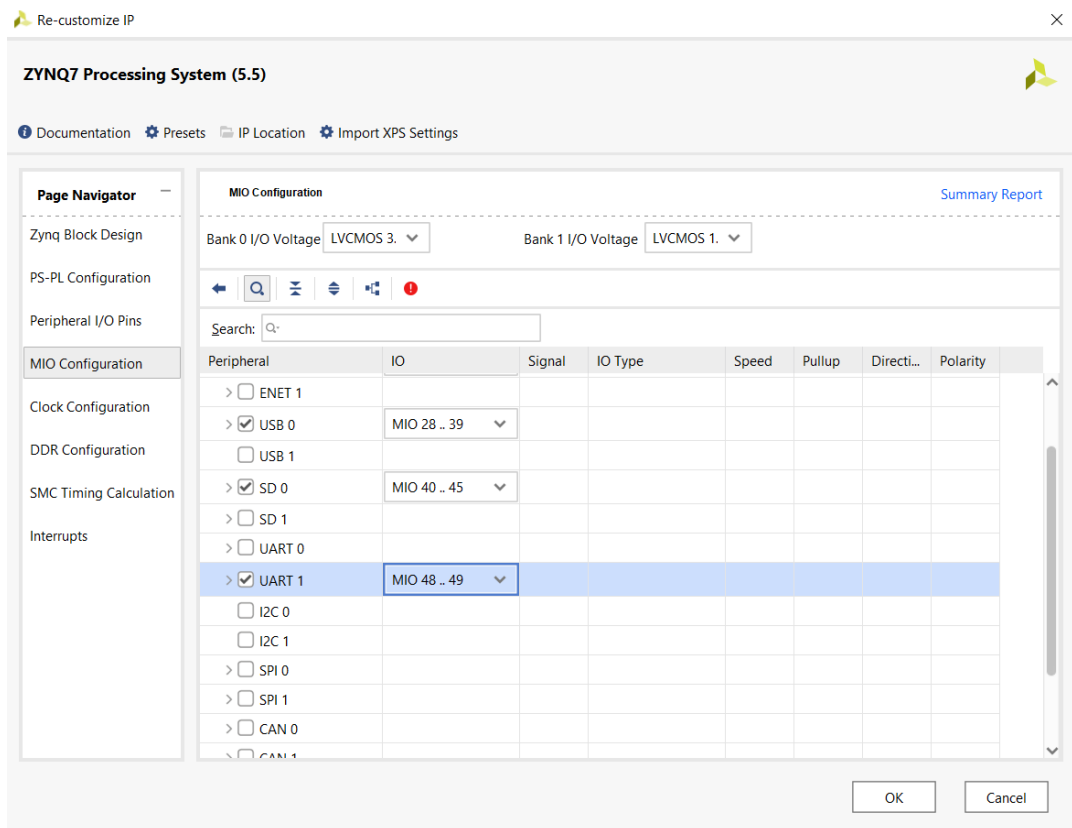 Re-customize IP
ZYNQ7 Processing System (5.5)
Documentation Presets IP Location Import XPS Settings
Page Navigator
Zynq Block Design
PS-PL Configuration
Peripheral I/O Pins
MIO Configuration
Clock Configuration
DDR Configuration
SMC Timing Calculation
Interrupts
MIO Configuration Summary Report
Bank 0 I/O Voltage LVCMOS 3. Bank 1 I/O Voltage LVCMOS 1.
Search:
Peripheral IO Signal IO Type Speed Pullup Directi... Polarity
ENET 1
USB 0 MIO 28 .. 39
USB 1
SD 0 MIO 40 .. 45
SD 1
UART 0
UART 1 MIO 48 .. 49
I2C 0
I2C 1
SPI 0
SPI 1
CAN 0
CAN 1
OK Cancel